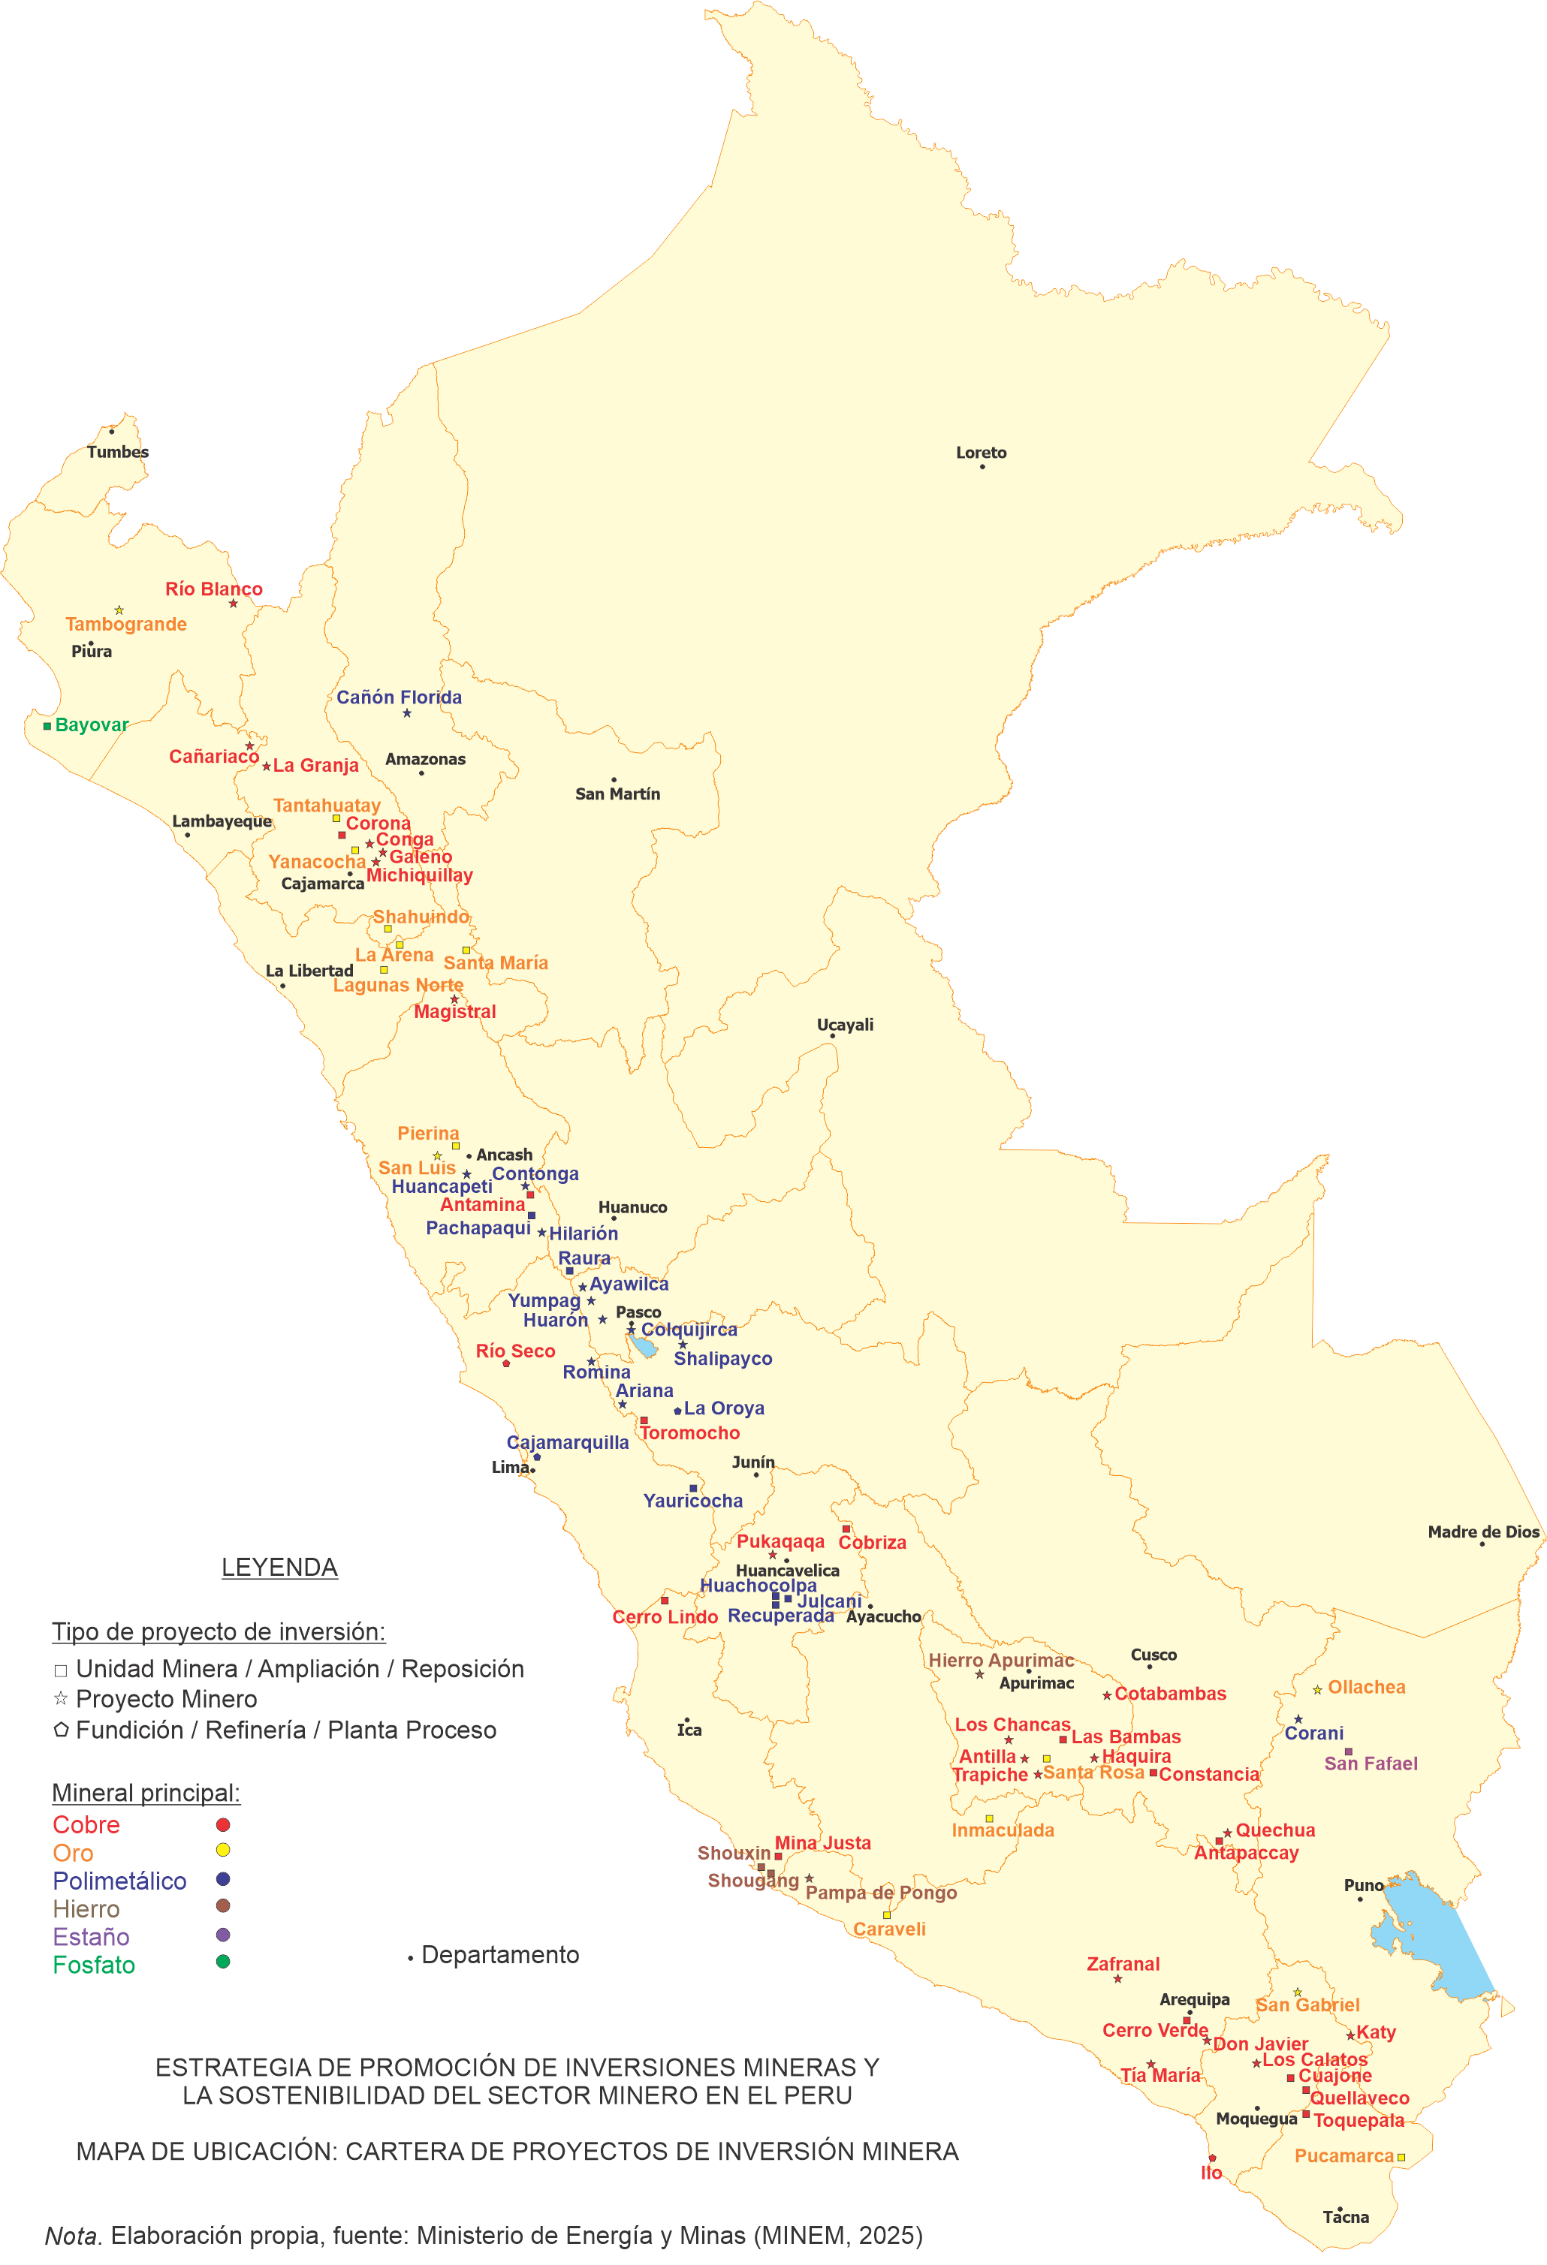 Tumbes
Loreto
Río Blanco
Tambogrande
Piura
Cañón Florida
Bayovar
Cañariaco
La Granja
Amazonas
San Martín
Tantahuatay
Lambayeque
Corona
Conga
Galeno
Yanacocha
Michiquillay
Cajamarca
Shahuindo
La Arena
Santa María
La Libertad
Lagunas Norte
Magistral
Ucayali
Pierina
Ancash
San Luis
Contonga
Huancapeti
Antamina
Huanuco
Pachapaqui
Hilarión
Raura
Ayawilca
Yumpag
Pasco
Huarón
Colquijirca
Río Seco
Shalipayco
Romina
Ariana
La Oroya
Toromocho
Cajamarquilla
Lima
Junín
Yauricocha
Madre de Dios
Pukaqaqa
Cobriza
Huancavelica
Huachocolpa
Julcani
Recuperada
Cerro Lindo
Ayacucho
Hierro Apurimac
Cusco
Apurimac
Ollachea
Cotabambas
Los Chancas
Ica
Corani
Las Bambas
Antilla
Haquira
San Fafael
Trapiche
Santa Rosa
Constancia
Inmaculada
Quechua
Mina Justa
Antapaccay
Shouxin
Shougang
Pampa de Pongo
Puno
Caraveli
Zafranal
Arequipa
San Gabriel
Cerro Verde
Katy
Don Javier
Los Calatos
Tía María
Cuajone
Quellaveco
Moquegua
Toquepala
Pucamarca
Ilo
Tacna
LEYENDA
Tipo de proyecto de inversión:
Unidad Minera / Ampliación / Reposición
Proyecto Minero
Fundición / Refinería / Planta Proceso
Mineral principal:
Cobre
Oro
Polimetálico
Hierro
Estaño
Fosfato
Departamento
ESTRATEGIA DE PROMOCIÓN DE INVERSIONES MINERAS Y
LA SOSTENIBILIDAD DEL SECTOR MINERO EN EL PERU
MAPA DE UBICACIÓN: CARTERA DE PROYECTOS DE INVERSIÓN MINERA
Nota. Elaboración propia, fuente: Ministerio de Energía y Minas (MINEM, 2025)